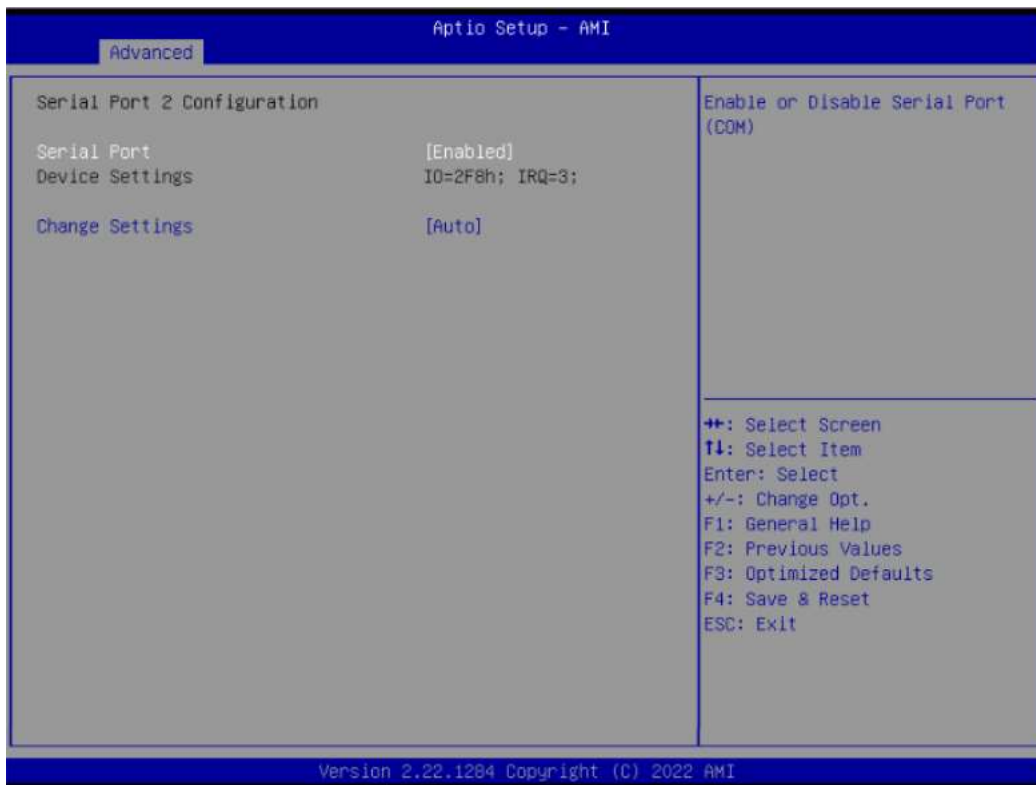 Aptio Setup - AMI
Advanced
Serial Port 2 Configuration
Serial Port [Enabled]
Device Settings IO=2F8h; IRQ=3;
Change Settings [Auto]
Enable or Disable Serial Port
(COM)
→←: Select Screen
↑↓: Select Item
Enter: Select
+/-: Change Opt.
F1: General Help
F2: Previous Values
F3: Optimized Defaults
F4: Save & Reset
ESC: Exit
Version 2.22.1284 Copyright (C) 2022 AMI